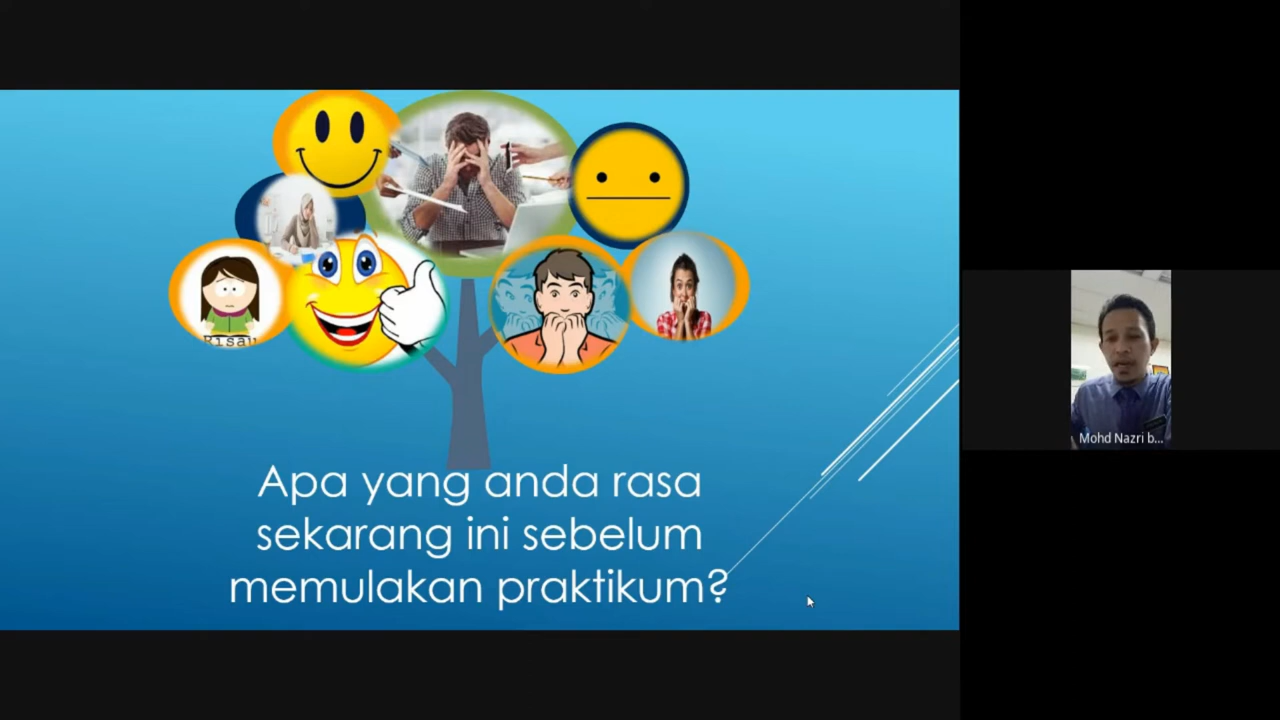 Risau
Apa yang anda rasa
sekarang ini sebelum
memulakan praktikum?
Mohd Nazri b...